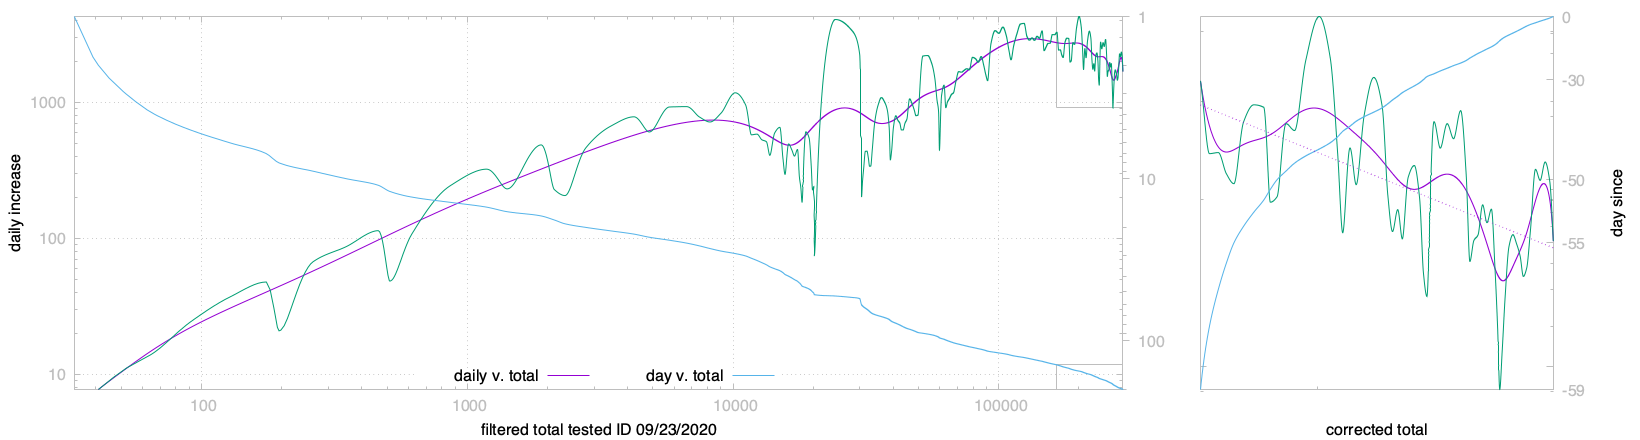 daily increase
1000
100
10
1
10
100
daily v. total
day v. total
100
1000
10000
100000
filtered total tested ID 09/23/2020
0
-30
-50
-55
-59
day since
corrected total